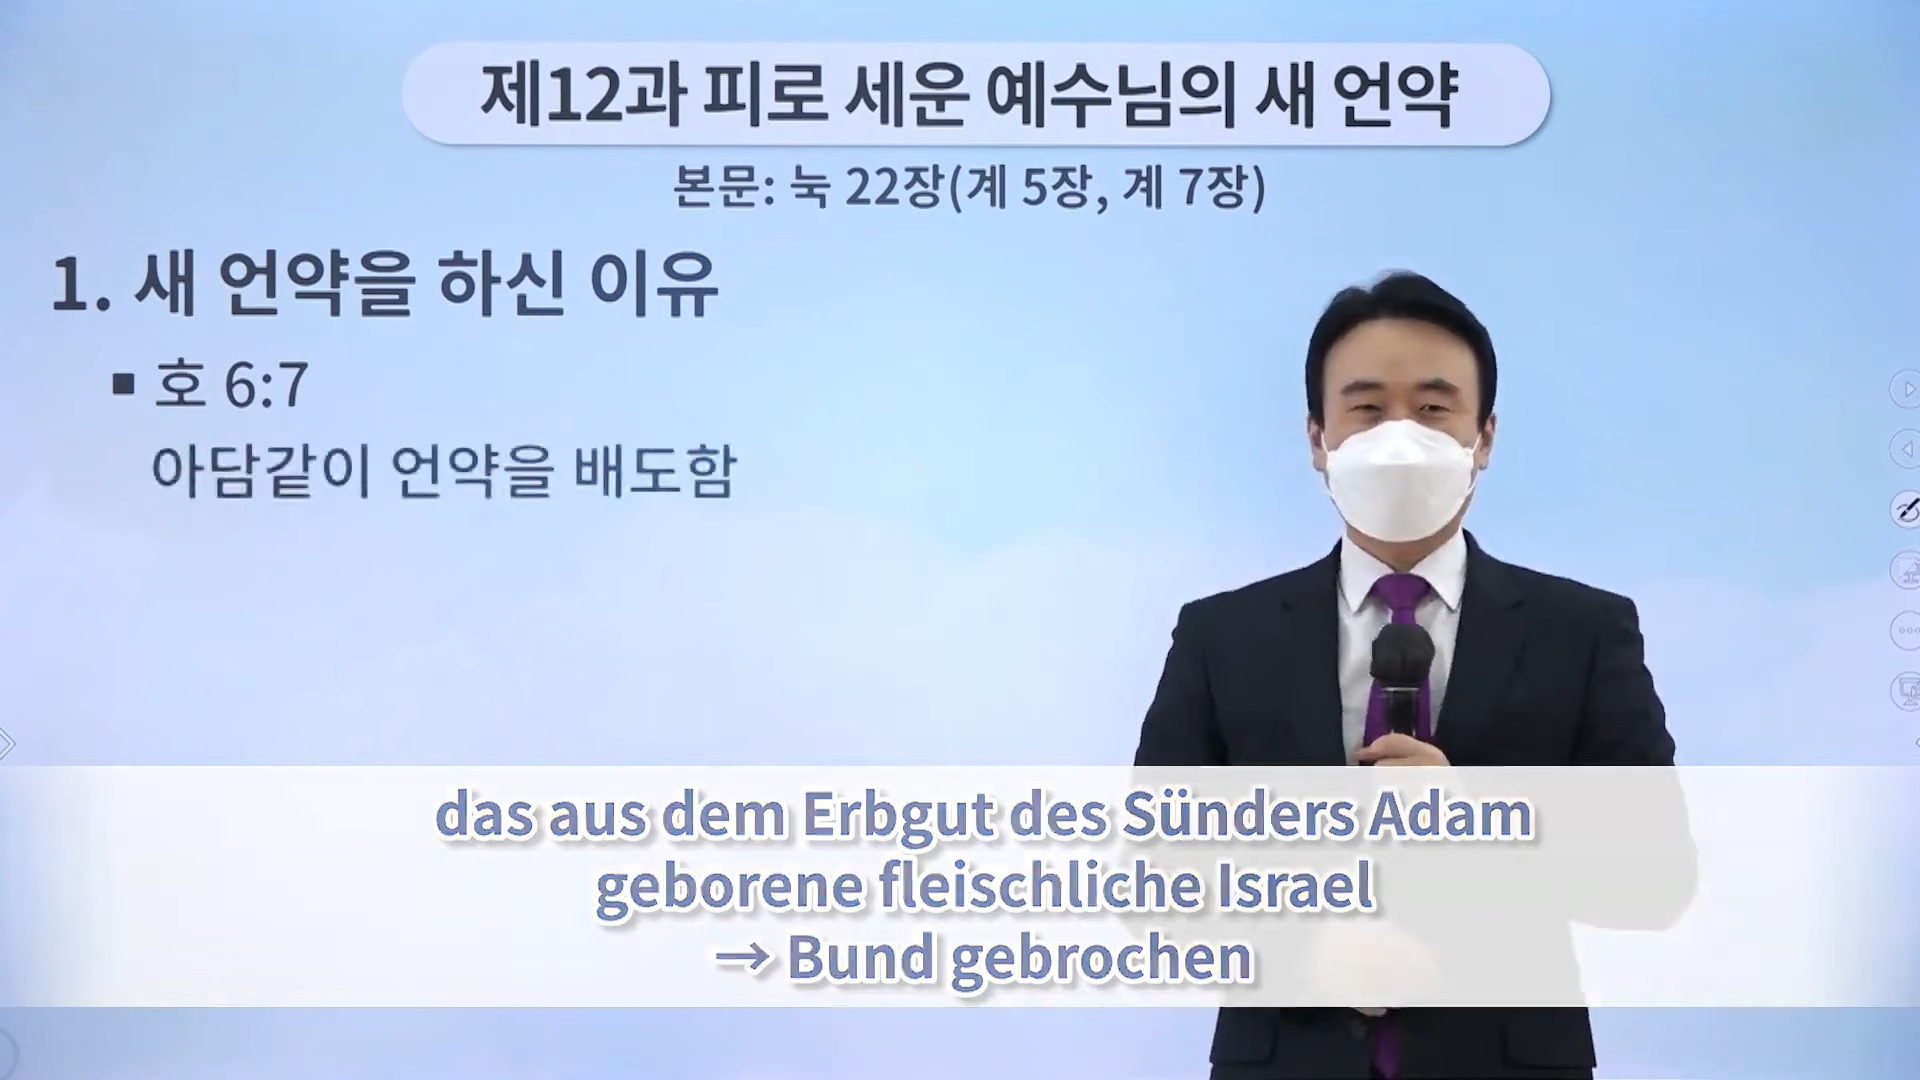 제12과 피로 세운 예수님의 새 언약
본문: 눅 22장(계 5장, 계 7장)
1. 새 언약을 하신 이유
▪ 호 6:7
아담같이 언약을 배도함
das aus dem Erbgut des Sünders Adam
geborene fleischliche Israel
→ Bund gebrochen